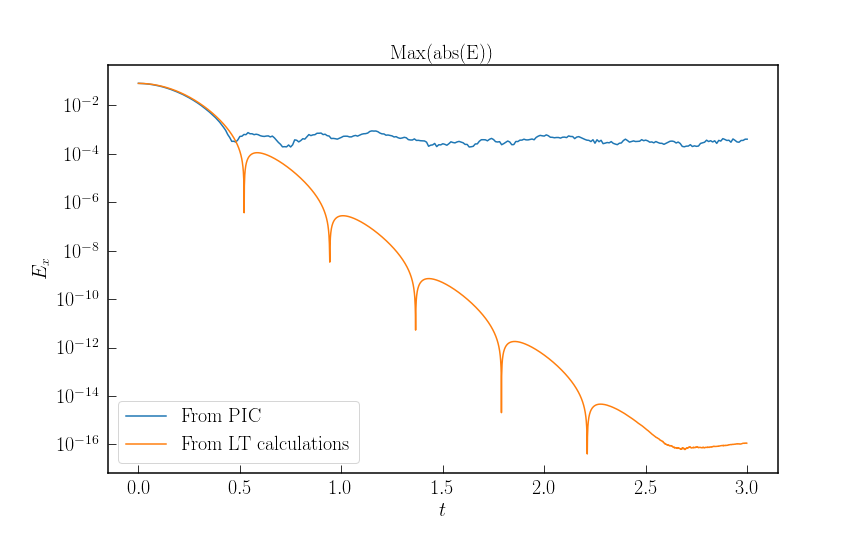 Max(abs(E))
10⁻²
10⁻⁴
10⁻⁶
10⁻⁸
10⁻¹⁰
10⁻¹²
10⁻¹⁴
10⁻¹⁶
Eₓ
From PIC
From LT calculations
0.0 0.5 1.0 1.5 2.0 2.5 3.0
t